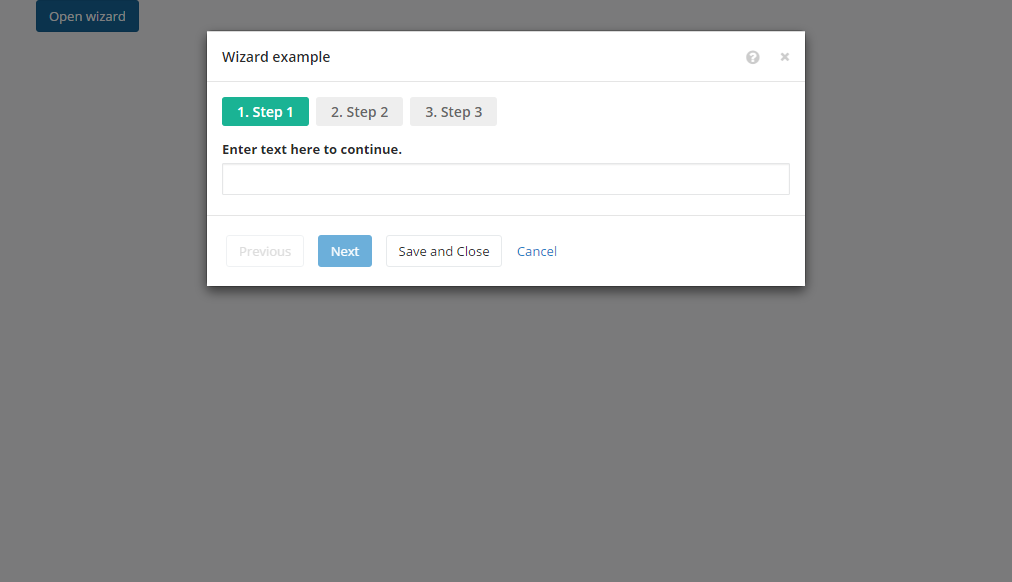 Open wizard
Wizard example
1. Step 1 2. Step 2 3. Step 3
Enter text here to continue.
Previous Next Save and Close Cancel